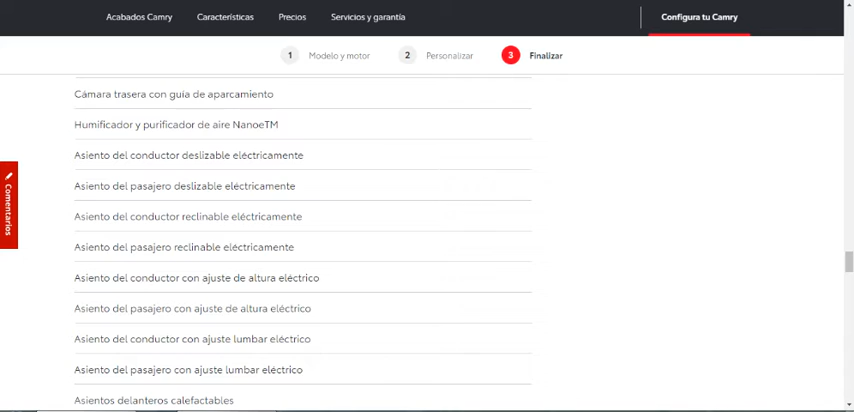 Acabados Camry Características Precios Servicios y garantía Configura tu Camry
1 Modelo y motor 2 Personalizar 3 Finalizar
Cámara trasera con guía de aparcamiento
Humificador y purificador de aire NanoeTM
Asiento del conductor deslizable eléctricamente
Asiento del pasajero deslizable eléctricamente
Asiento del conductor reclinable eléctricamente
Asiento del pasajero reclinable eléctricamente
Asiento del conductor con ajuste de altura eléctrico
Asiento del pasajero con ajuste de altura eléctrico
Asiento del conductor con ajuste lumbar eléctrico
Asiento del pasajero con ajuste lumbar eléctrico
Asientos delanteros calefactables
Comentarios